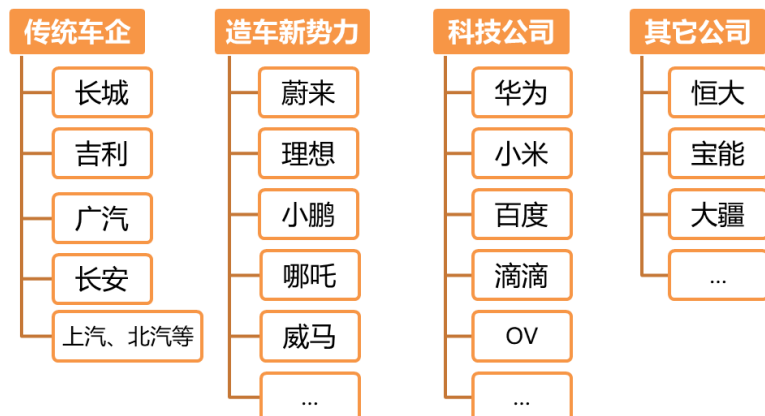 传统车企
长城
吉利
广汽
长安
上汽、北汽等
造车新势力
蔚来
理想
小鹏
哪吒
威马
...
科技公司
华为
小米
百度
滴滴
OV
...
其它公司
恒大
宝能
大疆
...